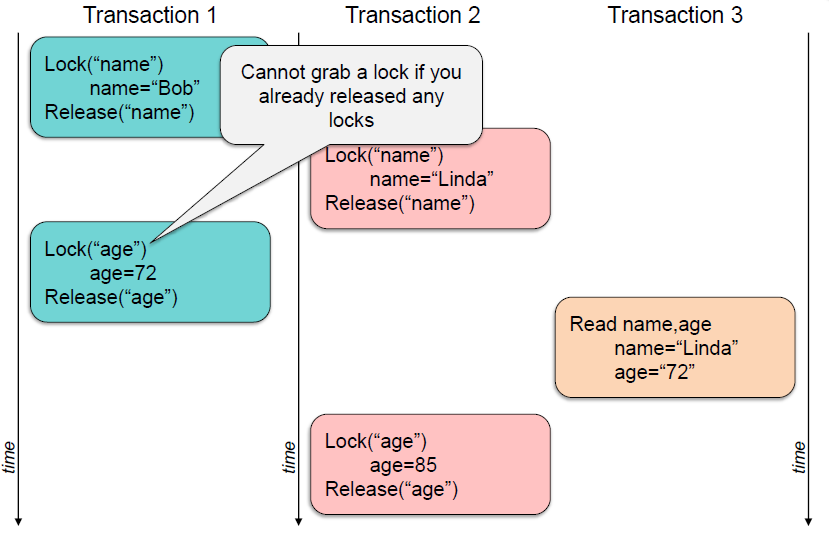 Transaction 1
Transaction 2
Transaction 3
Lock(“name”)
name=“Bob”
Release(“name”)
Cannot grab a lock if you
already released any
locks
Lock(“name”)
name=“Linda”
Release(“name”)
Lock(“age”)
age=72
Release(“age”)
Read name,age
name=“Linda”
age=“72”
Lock(“age”)
age=85
Release(“age”)
time
time
time